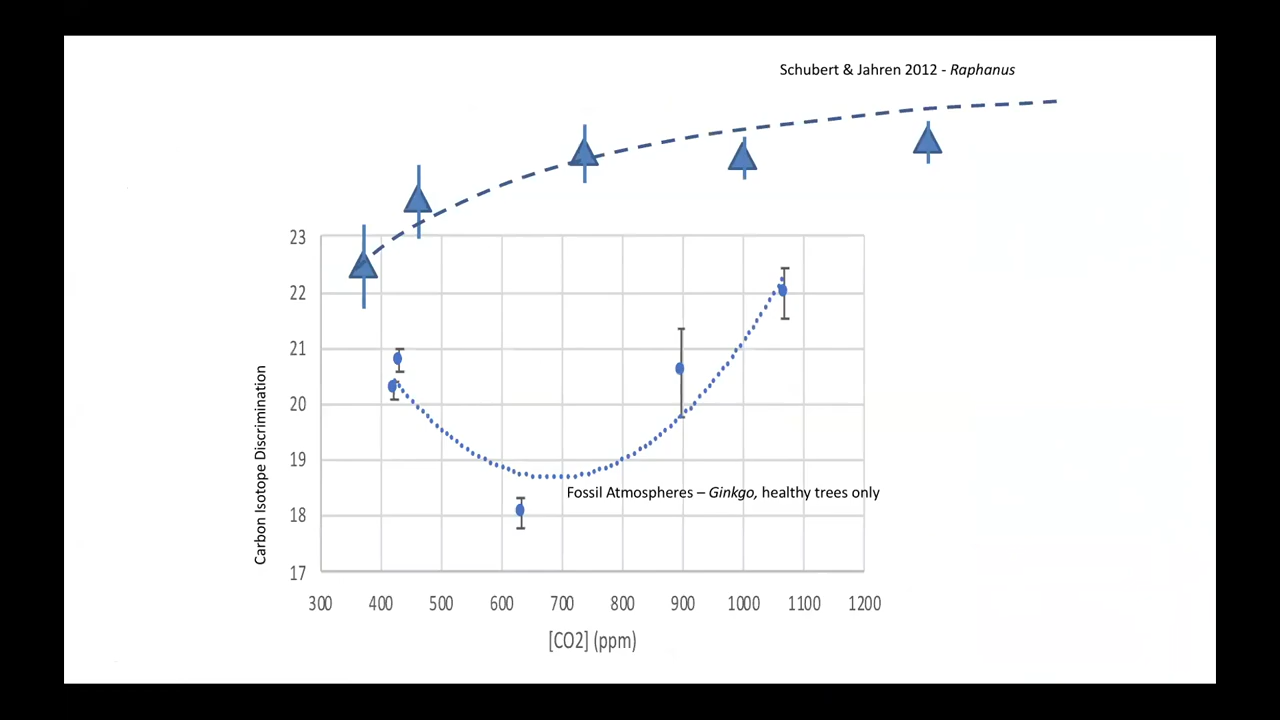 Schubert & Jahren 2012 - Raphanus
23
22
21
20
19
18
17
Carbon Isotope Discrimination
Fossil Atmospheres – Ginkgo, healthy trees only
300 400 500 600 700 800 900 1000 1100 1200
[CO2] (ppm)